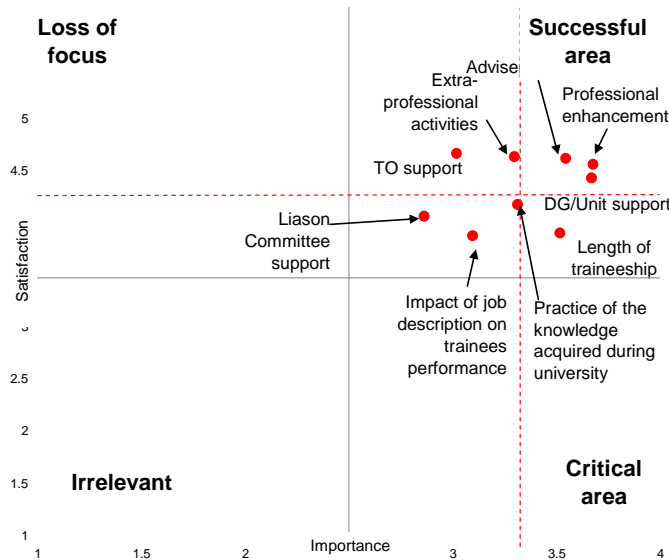 Loss of
focus
Successful
area
Advise
Extra-
professional
activities
Professional
enhancement
5
4.5
TO support
DG/Unit support
Liason
Committee
support
Length of
traineeship
Satisfaction
Impact of job
description on
trainees
performance
Practice of the
knowledge
acquired during
university
2.5
2
1.5
1
Irrelevant
Critical
area
1
1.5
2
Importance
3
3.5
4